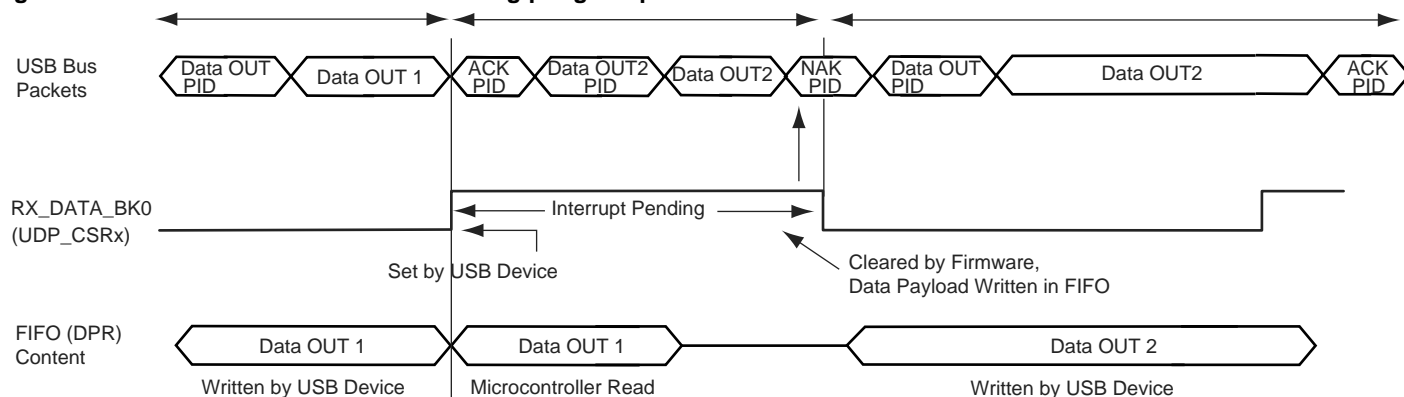 USB Bus
Packets
Data OUT
PID
Data OUT 1
ACK
PID
Data OUT2
PID
Data OUT2
NAK
PID
Data OUT
PID
Data OUT2
ACK
PID
RX_DATA_BK0
(UDP_CSRx)
Interrupt Pending
Set by USB Device
Cleared by Firmware,
Data Payload Written in FIFO
FIFO (DPR)
Content
Data OUT 1
Data OUT 1
Data OUT 2
Written by USB Device
Microcontroller Read
Written by USB Device